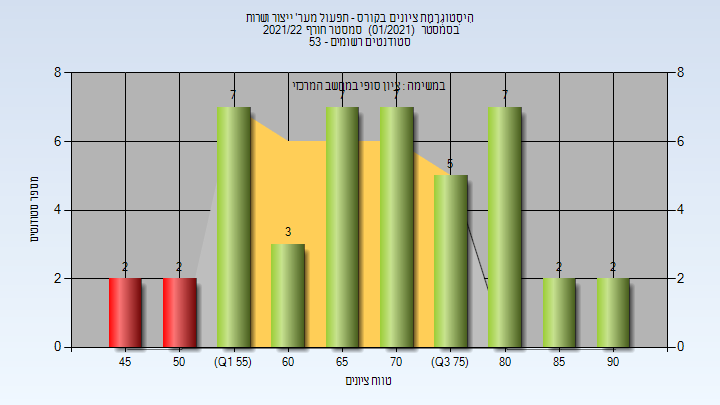 היסטוגרמת ציונים בקורס - תפעול מער' ייצור ושרות
בסמסטר (01/2021) סמסטר חורף 2021/22
סטודנטים רשומים - 53
במשימה : ציון סופי במחשב המרכזי
מספר סטודנטים
8 8
6 6
4 4
2 2
0 0
2 2 7 3 7 7 5 7 2 2
45 50 (Q1 55) 60 65 70 (Q3 75) 80 85 90
טווח ציונים